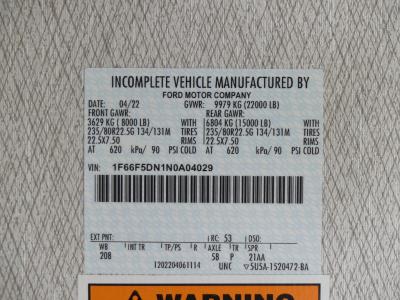 INCOMPLETE VEHICLE MANUFACTURED BY
FORD MOTOR COMPANY
DATE: 04/22 GVWR: 9979 KG (22000 LB)
FRONT GAWR: REAR GAWR:
3629 KG ( 8000 LB) WITH 6804 KG (15000 LB) WITH
235/80R22.5G 134/131M TIRES 235/80R22.5G 134/131M TIRES
22.5X7.50 RIMS 22.5X7.50 RIMS
AT 620 kPa/ 90 PSI COLD AT 620 kPa/ 90 PSI COLD
VIN: 1F66F5DN1N0A04029
EXT PNT: RC: 53 DSO:
WB INT TR TP/PS R AXLE TR SPR
208 5B P 21AA
1202204061114 UNC ▽5U5A-1520472-BA
WARNING